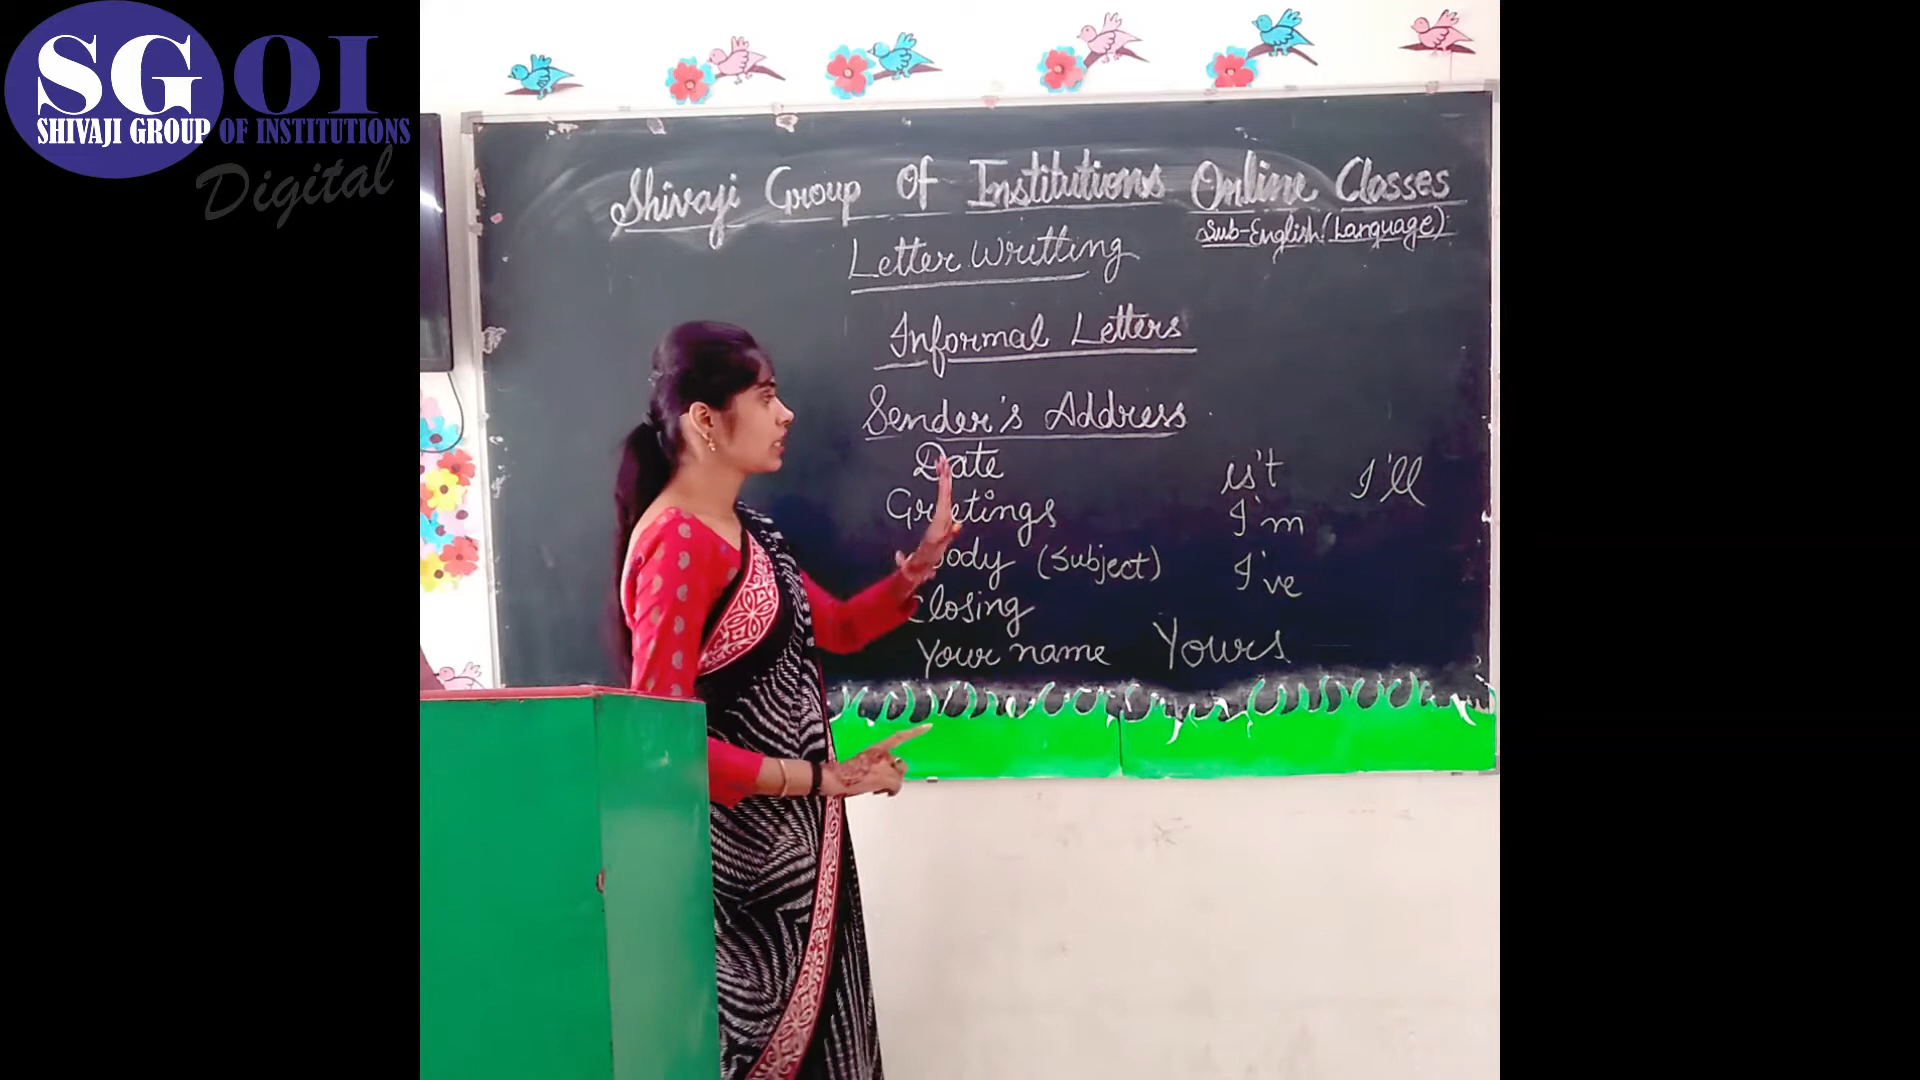 SGOI
SHIVAJI GROUP OF INSTITUTIONS
Digital
Shivaji Group Of Institutions Online Classes
Sub-English (Language)
Letter Writting
Informal Letters
Sender's Address
Date
Greetings
Body (Subject)
Closing
Your name
is't I'll
I'm
I've
Yours